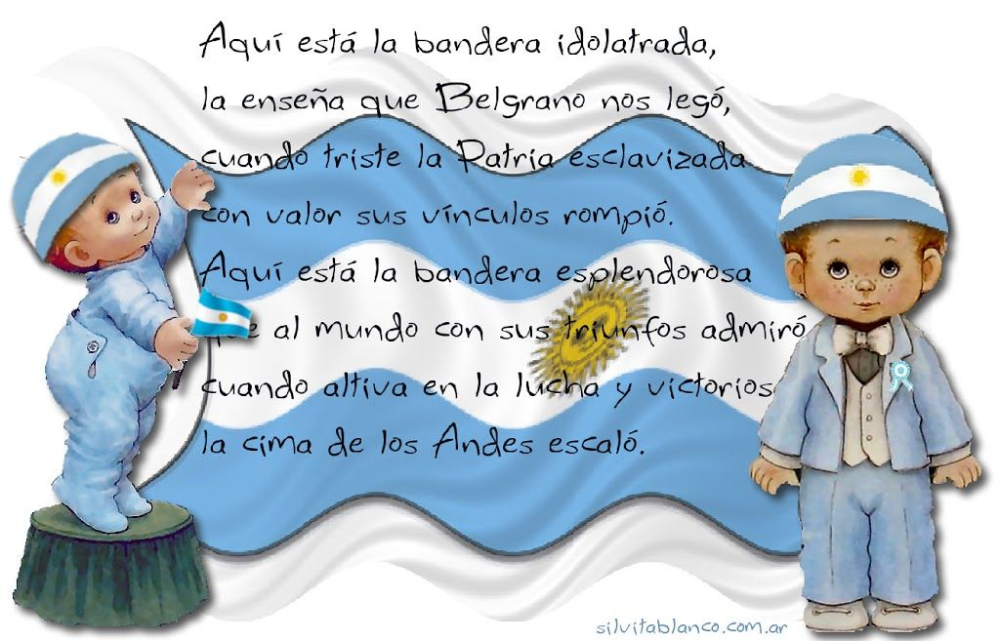 Aquí está la bandera idolatrada,
la enseña que Belgrano nos legó,
cuando triste la Patria esclavizada
con valor sus vínculos rompió.
Aquí está la bandera esplendorosa
que al mundo con sus triunfos admiró
cuando altiva en la lucha y victorios
la cima de los Andes escaló.
silvitablanco.com.ar